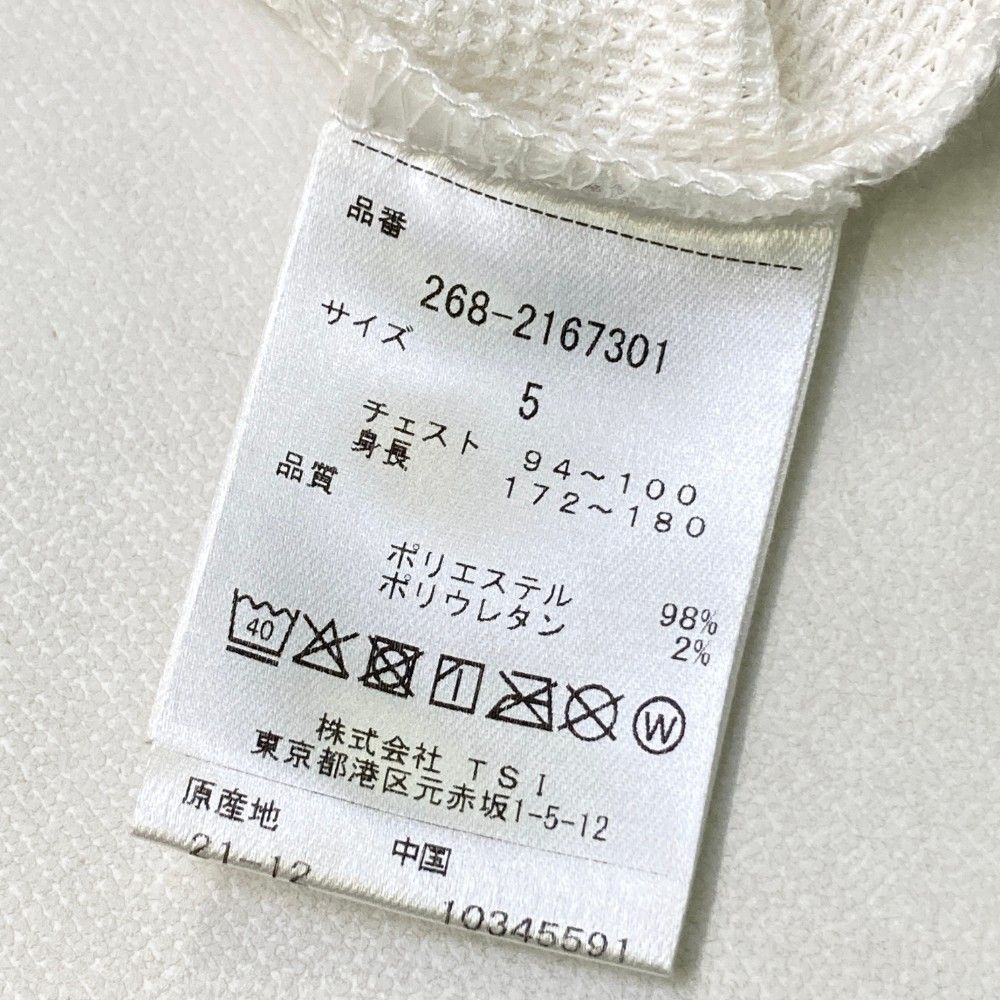 品番
268-2167301
サイズ
5
チェスト 94～100
身長 172～180
品質
ポリエステル 98%
ポリウレタン 2%
40
W
株式会社 TSI
東京都港区元赤坂1-5-12
原産地 中国
21-12 10345591